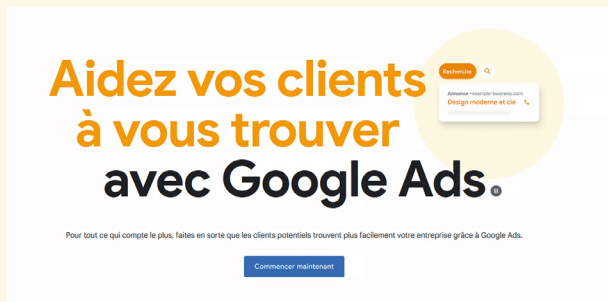 Aidez vos clients
à vous trouver
avec Google Ads
Recherche
Annonce • example-business.com
Design moderne et cie
Pour tout ce qui compte le plus, faites en sorte que les clients potentiels trouvent plus facilement votre entreprise grâce à Google Ads.
Commencer maintenant